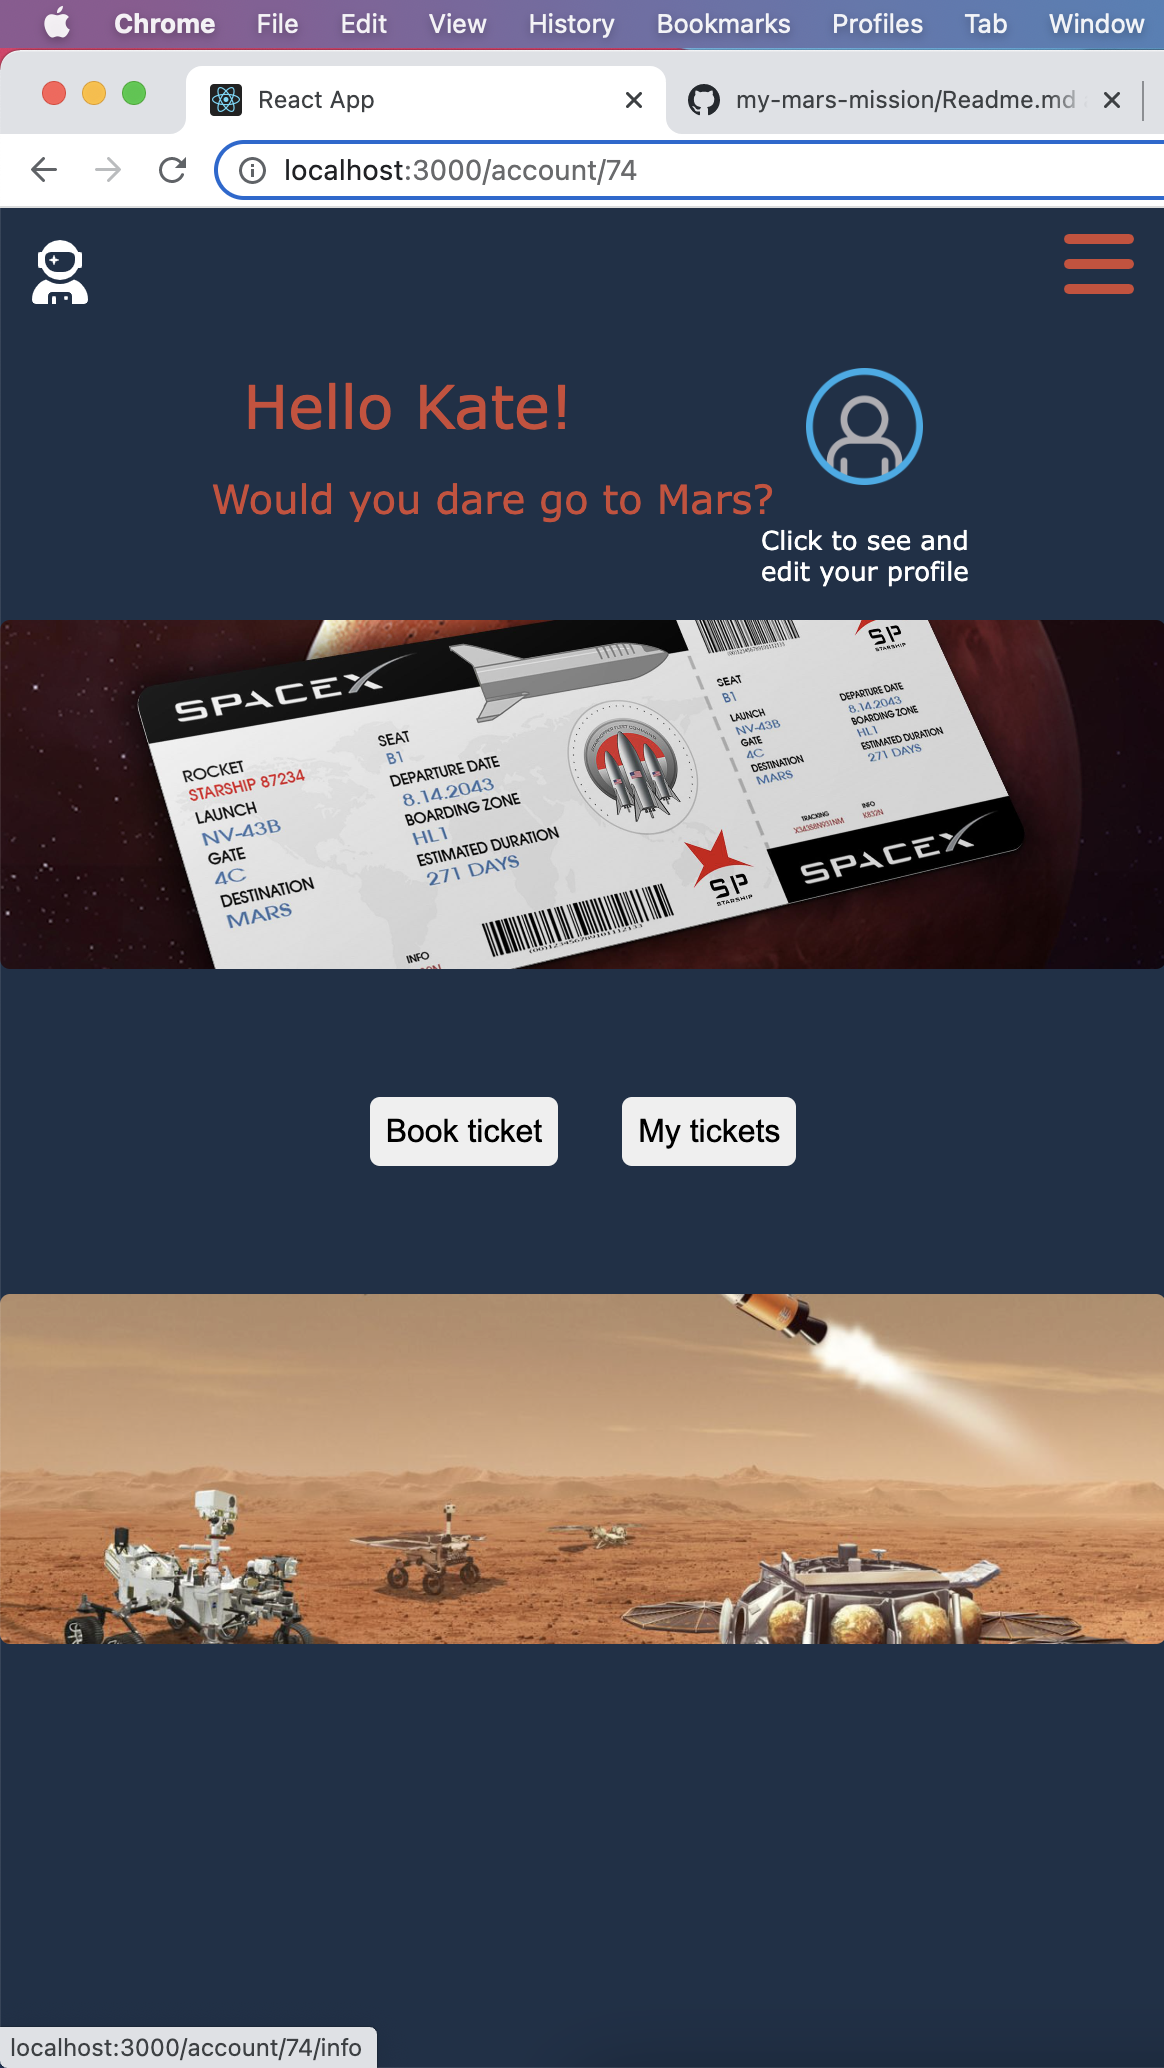 Chrome File Edit View History Bookmarks Profiles Tab Window
React App
my-mars-mission/Readme.md
localhost:3000/account/74
Hello Kate!
Would you dare go to Mars?
Click to see and
edit your profile
SPACEX
ROCKET
STARSHIP 87234
LAUNCH
NV-43B
GATE
4C
DESTINATION
MARS
SEAT
B1
DEPARTURE DATE
8.14.2043
BOARDING ZONE
HL1
ESTIMATED DURATION
271 DAYS
INFO
SP
STARSHIP
SEAT
B1
LAUNCH
NV-43B
GATE
4C
DESTINATION
MARS
SP
STARSHIP
DEPARTURE DATE
8.14.2043
BOARDING ZONE
HL1
ESTIMATED DURATION
271 DAYS
TRACKING
INFO
SPACEX
Book ticket
My tickets
localhost:3000/account/74/info